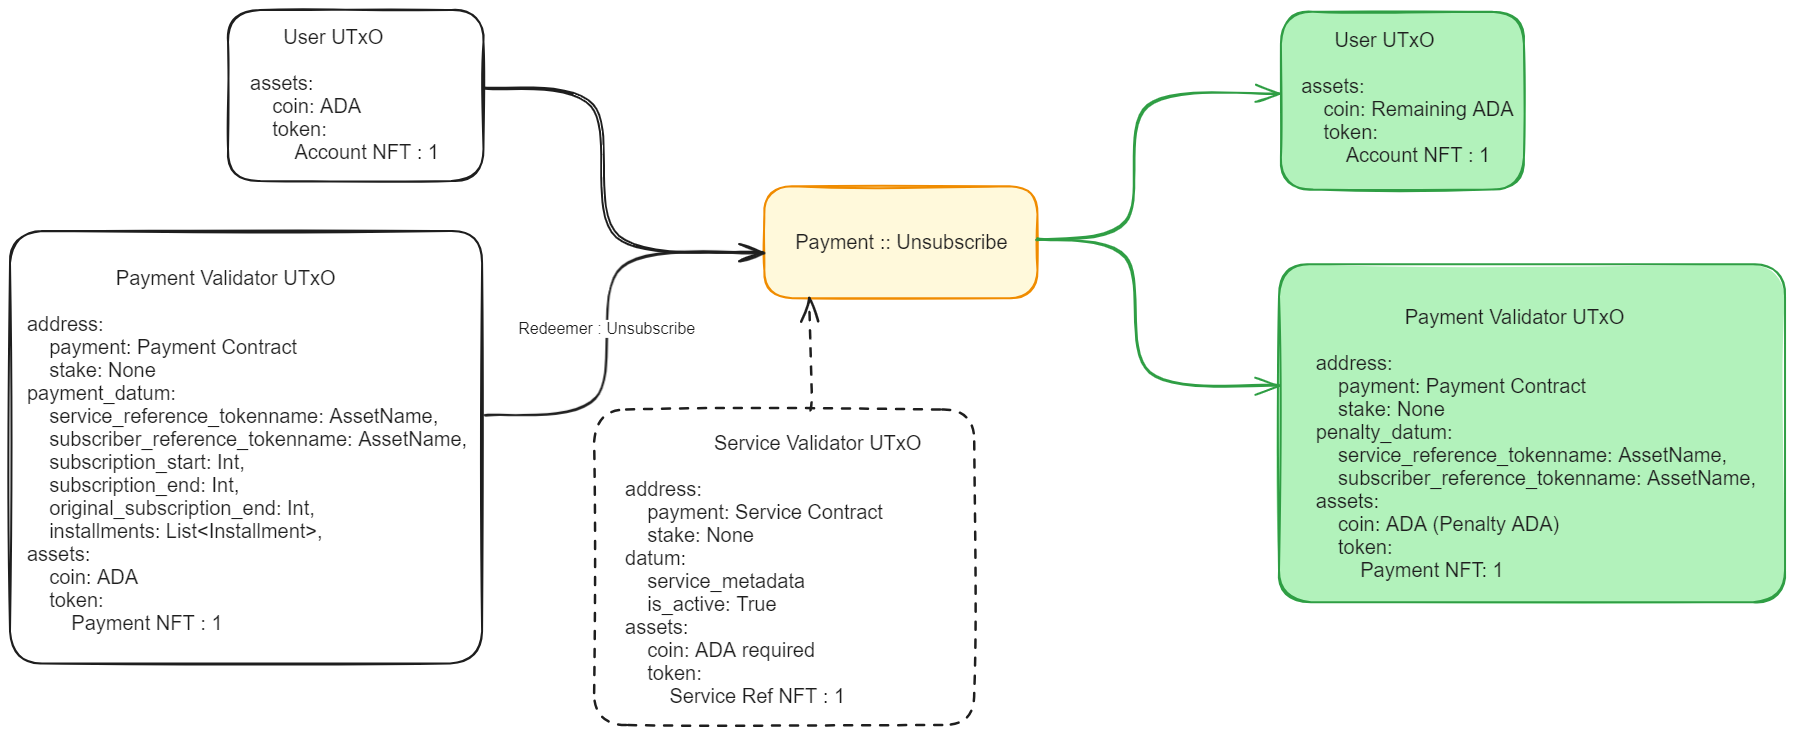 User UTxO
assets:
coin: ADA
token:
Account NFT : 1
Payment Validator UTxO
address:
payment: Payment Contract
stake: None
payment_datum:
service_reference_tokenname: AssetName,
subscriber_reference_tokenname: AssetName,
subscription_start: Int,
subscription_end: Int,
original_subscription_end: Int,
installments: List<Installment>,
assets:
coin: ADA
token:
Payment NFT : 1
Redeemer : Unsubscribe
Payment :: Unsubscribe
Service Validator UTxO
address:
payment: Service Contract
stake: None
datum:
service_metadata
is_active: True
assets:
coin: ADA required
token:
Service Ref NFT : 1
User UTxO
assets:
coin: Remaining ADA
token:
Account NFT : 1
Payment Validator UTxO
address:
payment: Payment Contract
stake: None
penalty_datum:
service_reference_tokenname: AssetName,
subscriber_reference_tokenname: AssetName,
assets:
coin: ADA (Penalty ADA)
token:
Payment NFT: 1